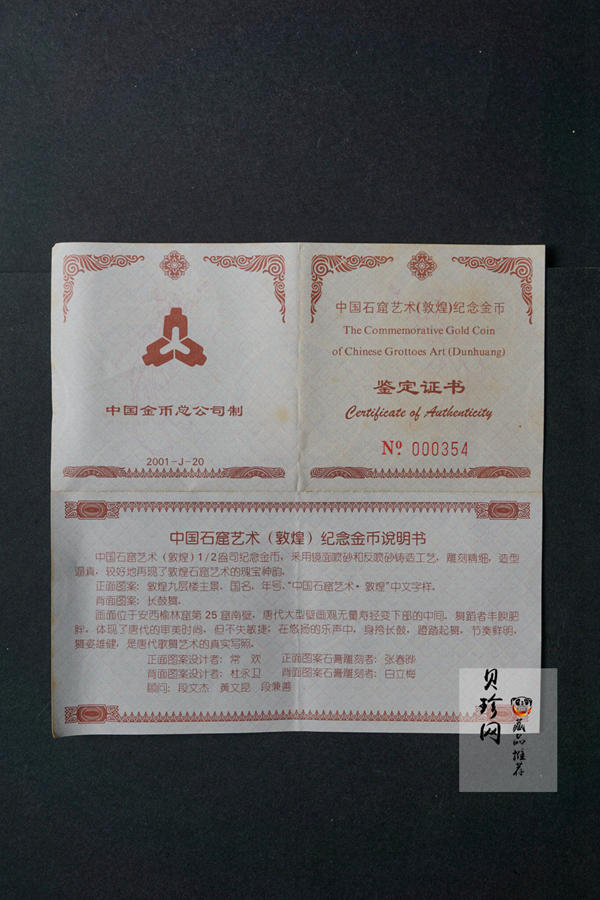 中国金币总公司制
2001-J-20
中国石窟艺术(敦煌)纪念金币
The Commemorative Gold Coin
of Chinese Grottoes Art (Dunhuang)
鉴定证书
Certificate of Authenticity
Nº 000354
中国石窟艺术（敦煌）纪念金币说明书
中国石窟艺术（敦煌）1/2盎司纪念金币，采用镜面喷砂和反喷砂铸造工艺，雕刻精细，造型
逼真，较好地再现了敦煌石窟艺术的瑰宝神韵。
正面图案：敦煌九层楼主景、国名、年号、“中国石窟艺术·敦煌”中文字样。
背面图案：长鼓舞。
画面位于安西榆林窟第25窟南壁，唐代大型壁画观无量寿经变下部的中间。舞蹈者丰腴肥
胖，体现了唐代的审美时尚，但不失敏捷；在悠扬的乐声中，身挎长鼓，蹬踏起舞，节奏鲜明，
舞姿雄健，是唐代歌舞艺术的真实写照。
正面图案设计者：常 欢 正面图案石膏雕刻者：张春晔
背面图案设计者：杜永卫 背面图案石膏雕刻者：白立梅
顾问：段文杰 黄文昆 段兼善
贝珍网
藏品推荐